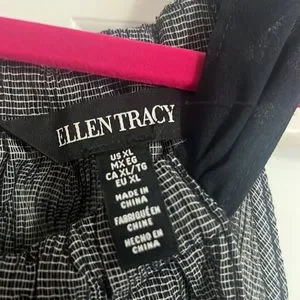 ELLEN TRACY
US XL
MX EG
CA XL/TG
EU XL
MADE IN
CHINA
FABRIQUÉ EN
CHINE
HECHO EN
CHINA